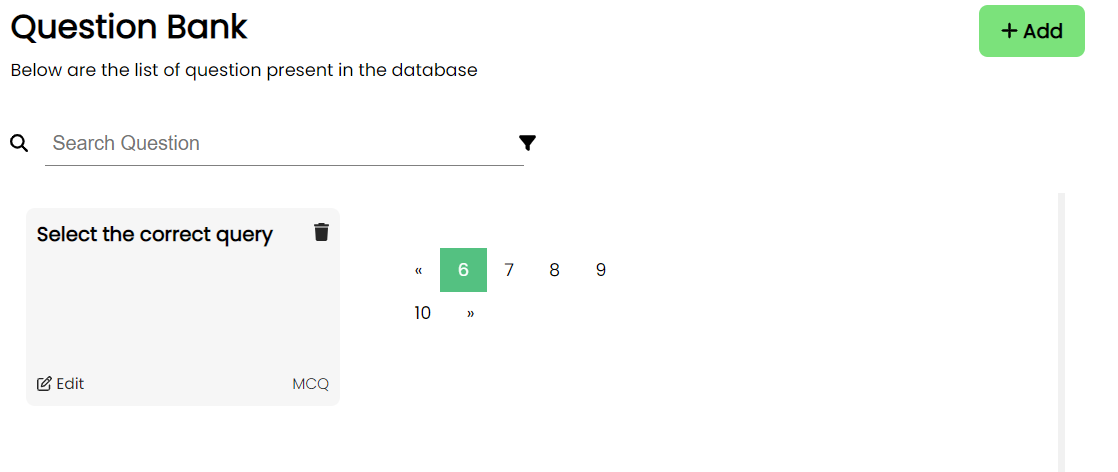 Question Bank
+ Add
Below are the list of question present in the database
Search Question
Select the correct query
« 6 7 8 9
10 »
Edit MCQ